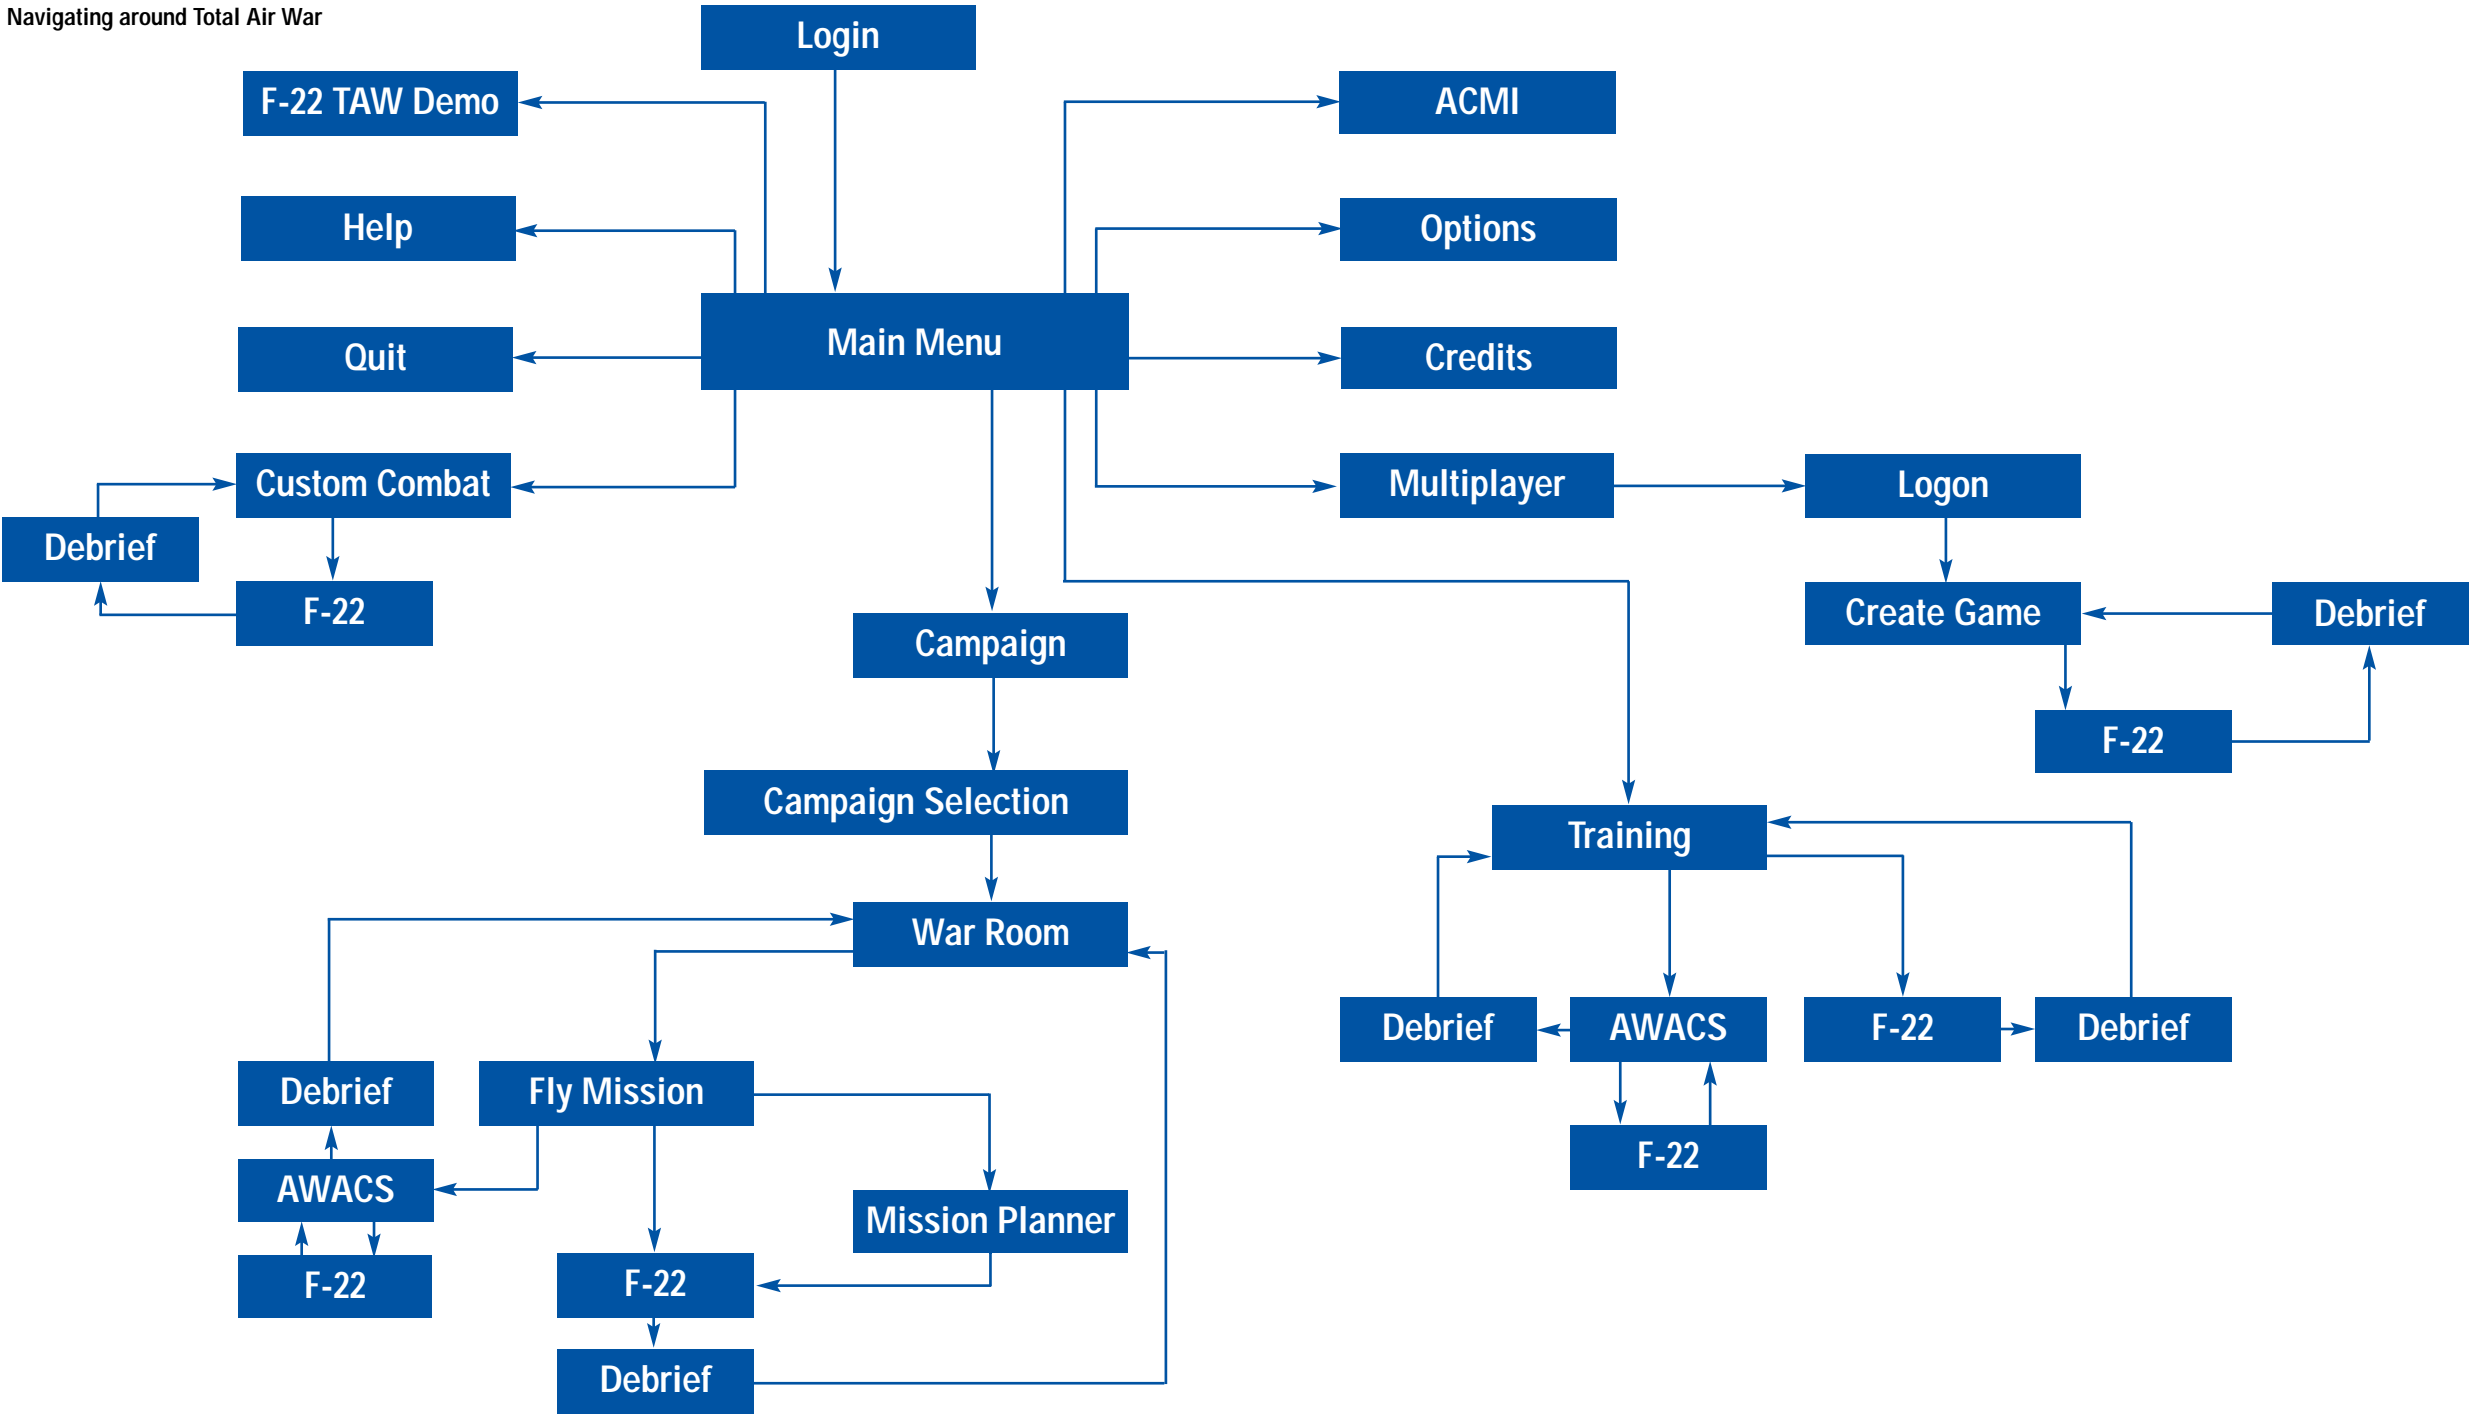 Navigating around Total Air War
Login
F-22 TAW Demo
ACMI
Help
Options
Main Menu
Quit
Credits
Custom Combat
Multiplayer
Logon
Debrief
F-22
Create Game
Debrief
Campaign
F-22
Campaign Selection
Training
War Room
Debrief
AWACS
F-22
Debrief
Debrief
Fly Mission
F-22
AWACS
Mission Planner
F-22
F-22
Debrief